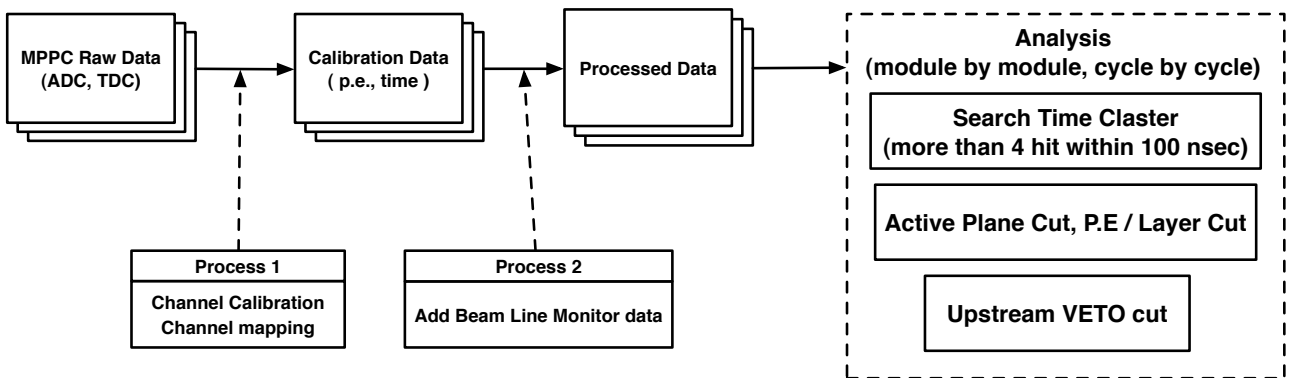 MPPC Raw Data
(ADC, TDC)
Calibration Data
( p.e., time )
Processed Data
Analysis
(module by module, cycle by cycle)
Search Time Claster
(more than 4 hit within 100 nsec)
Active Plane Cut, P.E / Layer Cut
Upstream VETO cut
Process 1
Channel Calibration
Channel mapping
Process 2
Add Beam Line Monitor data